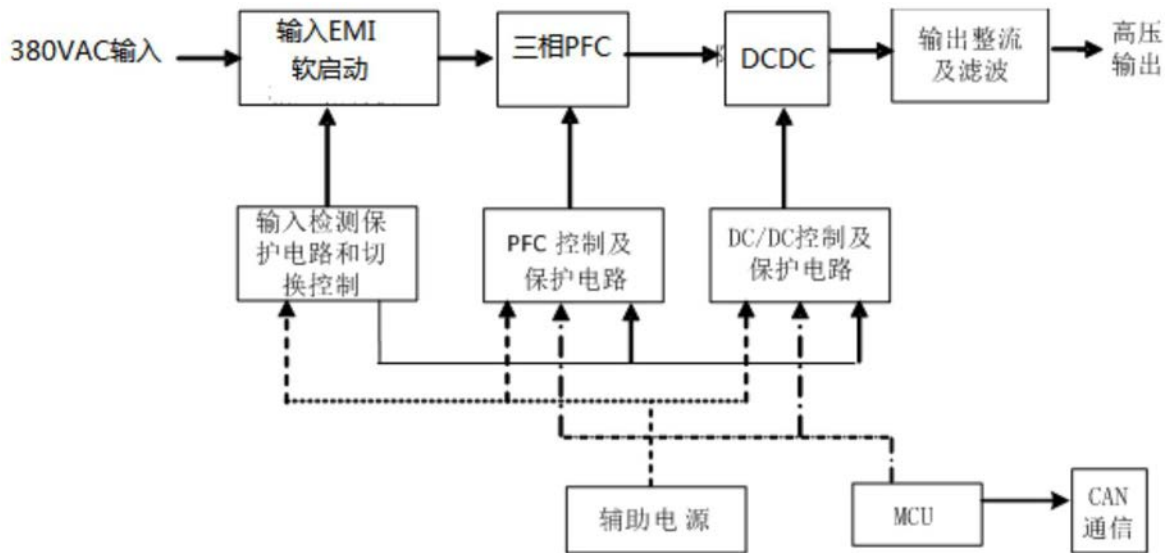 380VAC输入
输入EMI
软启动
三相PFC
DCDC
输出整流
及滤波
高压
输出
输入检测保
护电路和切
换控制
PFC 控制及
保护电路
DC/DC控制及
保护电路
辅助电源
MCU
CAN
通信